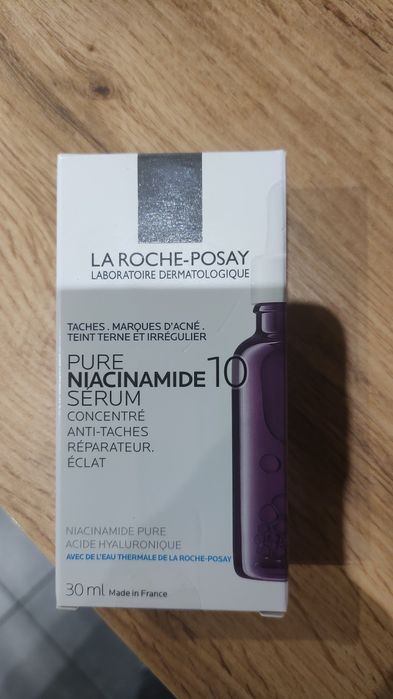 LA ROCHE-POSAY
LABORATOIRE DERMATOLOGIQUE
TACHES . MARQUES D'ACNÉ .
TEINT TERNE ET IRRÉGULIER
PURE
NIACINAMIDE 10
SÉRUM
CONCENTRÉ
ANTI-TACHES
RÉPARATEUR.
ÉCLAT
NIACINAMIDE PURE
ACIDE HYALURONIQUE
AVEC DE L'EAU THERMALE DE LA ROCHE-POSAY
30 ml Made in France